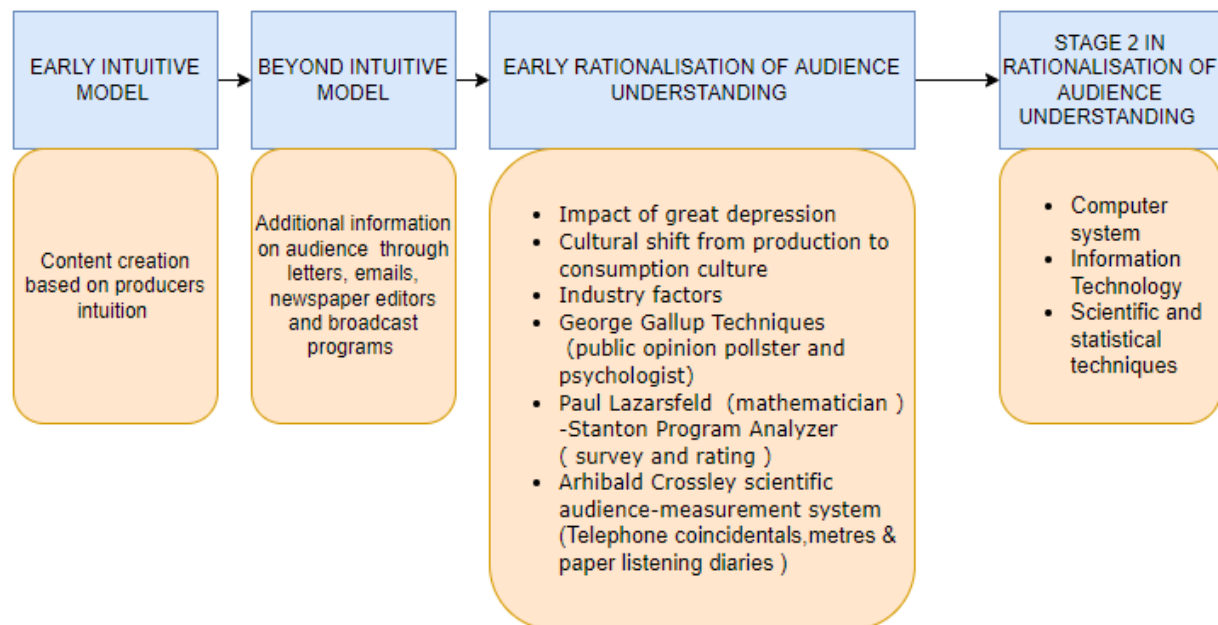 EARLY INTUITIVE
MODEL
BEYOND INTUITIVE
MODEL
EARLY RATIONALISATION OF AUDIENCE
UNDERSTANDING
STAGE 2 IN
RATIONALISATION OF
AUDIENCE
UNDERSTANDING
Content creation
based on producers
intuition
Additional information
on audience through
letters, emails,
newspaper editors
and broadcast
programs
• Impact of great depression
• Cultural shift from production to
consumption culture
• Industry factors
• George Gallup Techniques
(public opinion pollster and
psychologist)
• Paul Lazarsfeld (mathematician )
-Stanton Program Analyzer
( survey and rating )
• Arhibald Crossley scientific
audience-measurement system
(Telephone coincidentals,metres &
paper listening diaries )
• Computer
system
• Information
Technology
• Scientific and
statistical
techniques